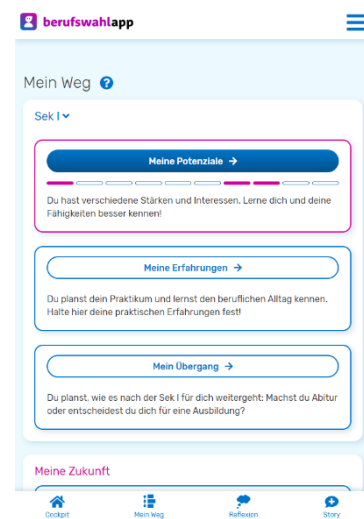 berufswahlapp
Mein Weg ?
Sek I
Meine Potenziale →
Du hast verschiedene Stärken und Interessen. Lerne dich und deine
Fähigkeiten besser kennen!
Meine Erfahrungen →
Du planst dein Praktikum und lernst den beruflichen Alltag kennen.
Halte hier deine praktischen Erfahrungen fest!
Mein Übergang →
Du planst, wie es nach der Sek I für dich weitergeht: Machst du Abitur
oder entscheidest du dich für eine Ausbildung?
Meine Zukunft
Cockpit Mein Weg Reflexion Story